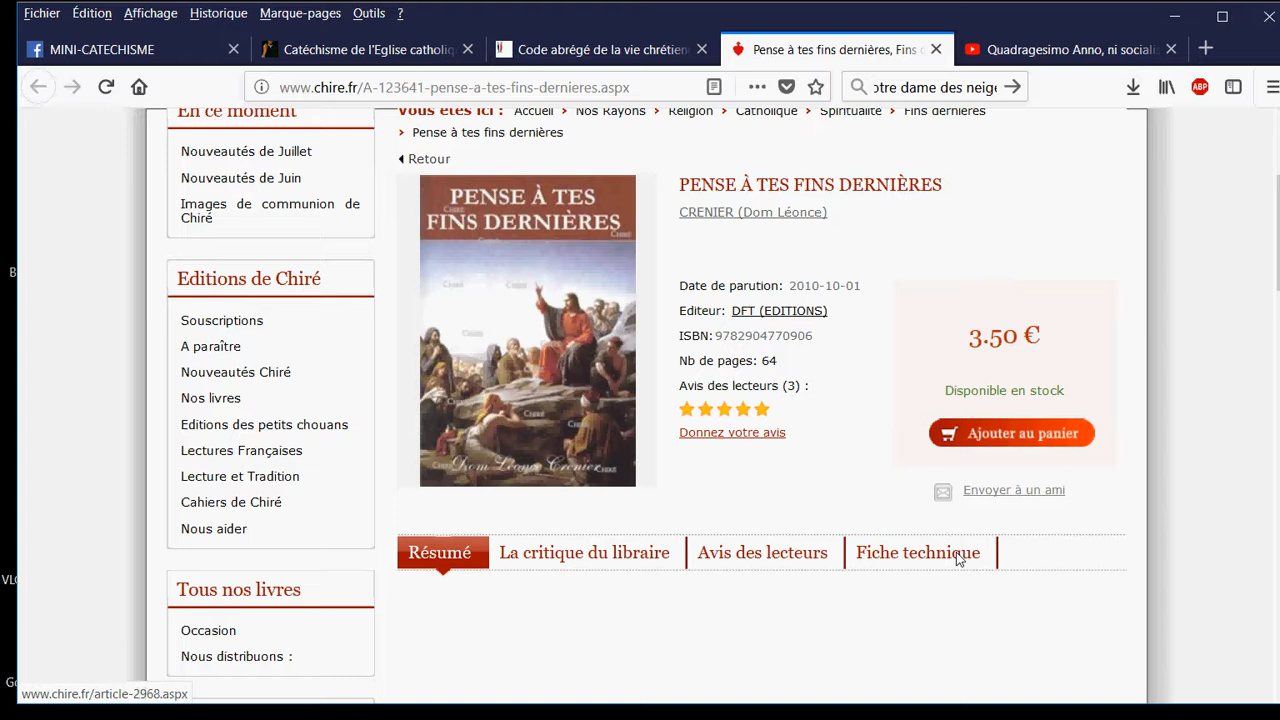 Fichier Édition Affichage Historique Marque-pages Outils ?
MINI-CATECHISME
Catéchisme de l'Eglise catholiq
Code abrégé de la vie chrétien
Pense à tes fins dernières, Fins
Quadragesimo Anno, ni sociali
www.chire.fr/A-123641-pense-a-tes-fins-dernieres.aspx
otre dame des neige
ABP
En ce moment
Nouveautés de Juillet
Nouveautés de Juin
Images de communion de
Chiré
Editions de Chiré
Souscriptions
A paraître
Nouveautés Chiré
Nos livres
Editions des petits chouans
Lectures Françaises
Lecture et Tradition
Cahiers de Chiré
Nous aider
Tous nos livres
Occasion
Nous distribuons :
Vous êtes ici : Accueil › Nos Rayons › Religion › Catholique › Spiritualité › Fins dernières
› Pense à tes fins dernières
Retour
PENSE À TES
FINS DERNIÈRES
Dom Léonce Crenier
PENSE À TES FINS DERNIÈRES
CRENIER (Dom Léonce)
Date de parution: 2010-10-01
Editeur: DFT (EDITIONS)
ISBN: 9782904770906
Nb de pages: 64
Avis des lecteurs (3) :
Donnez votre avis
3.50 €
Disponible en stock
Ajouter au panier
Envoyer à un ami
Résumé
La critique du libraire
Avis des lecteurs
Fiche technique
www.chire.fr/article-2968.aspx